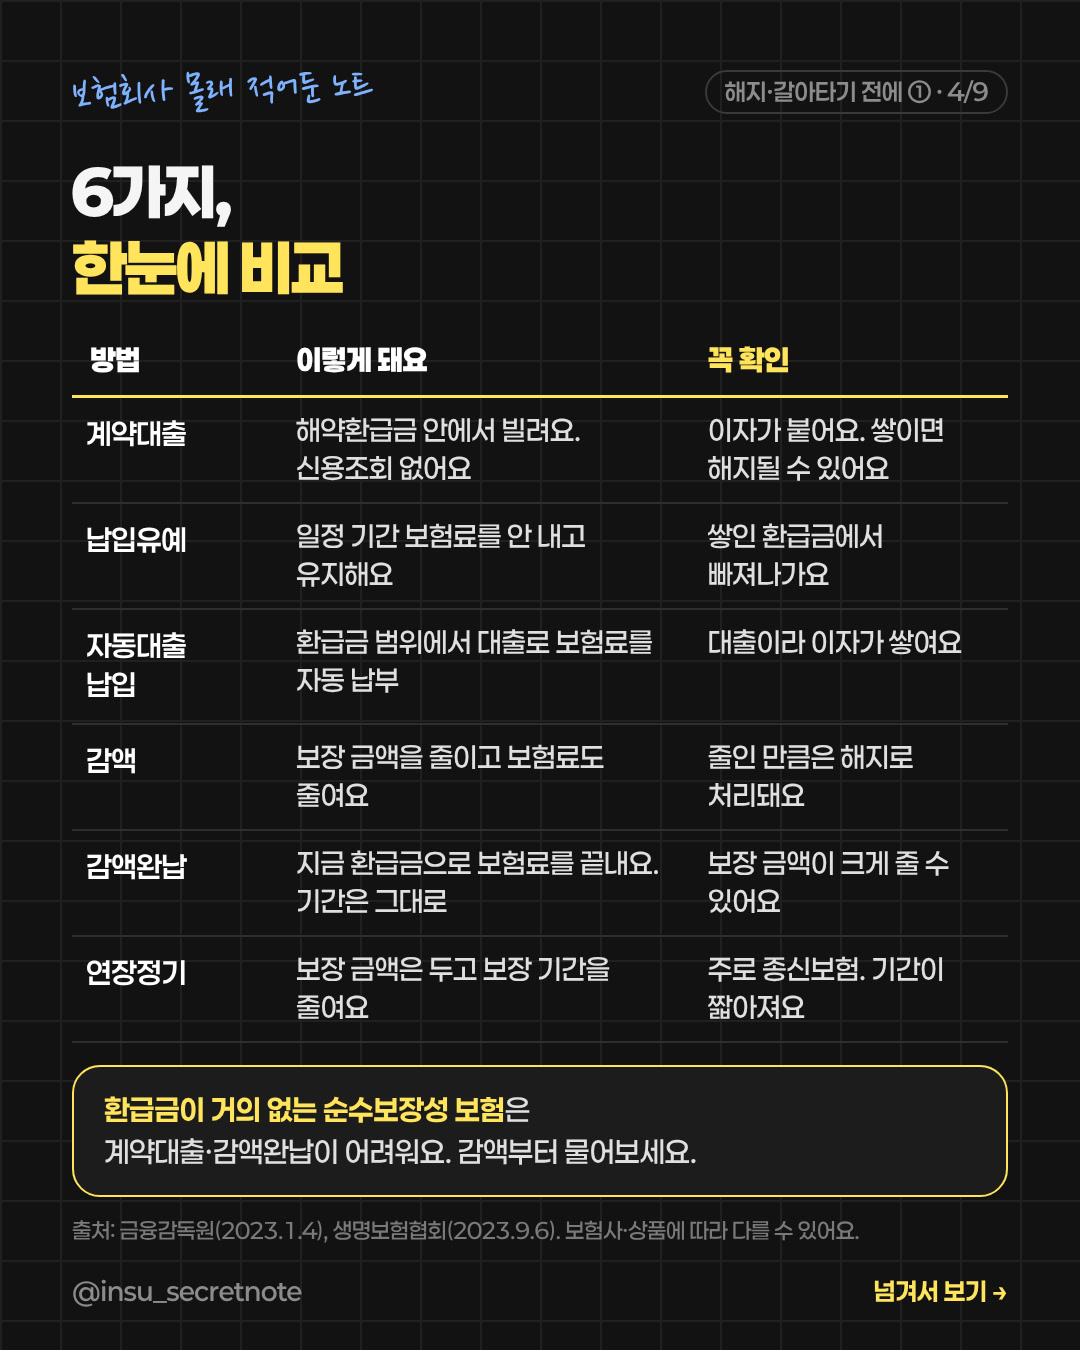 보험회사 몰래 적어둔 노트
해지·갈아타기 전에 ① · 4/9
6가지,
한눈에 비교
방법 이렇게 돼요 꼭 확인
계약대출
해약환급금 안에서 빌려요.
신용조회 없어요
이자가 붙어요. 쌓이면
해지될 수 있어요
납입유예
일정 기간 보험료를 안 내고
유지해요
쌓인 환급금에서
빠져나가요
자동대출
납입
환급금 범위에서 대출로 보험료를
자동 납부
대출이라 이자가 쌓여요
감액
보장 금액을 줄이고 보험료도
줄여요
줄인 만큼은 해지로
처리돼요
감액완납
지금 환급금으로 보험료를 끝내요.
기간은 그대로
보장 금액이 크게 줄 수
있어요
연장정기
보장 금액은 두고 보장 기간을
줄여요
주로 종신보험. 기간이
짧아져요
환급금이 거의 없는 순수보장성 보험은
계약대출·감액완납이 어려워요. 감액부터 물어보세요.
출처: 금융감독원(2023.1.4), 생명보험협회(2023.9.6). 보험사·상품에 따라 다를 수 있어요.
@insu_secretnote
넘겨서 보기 →